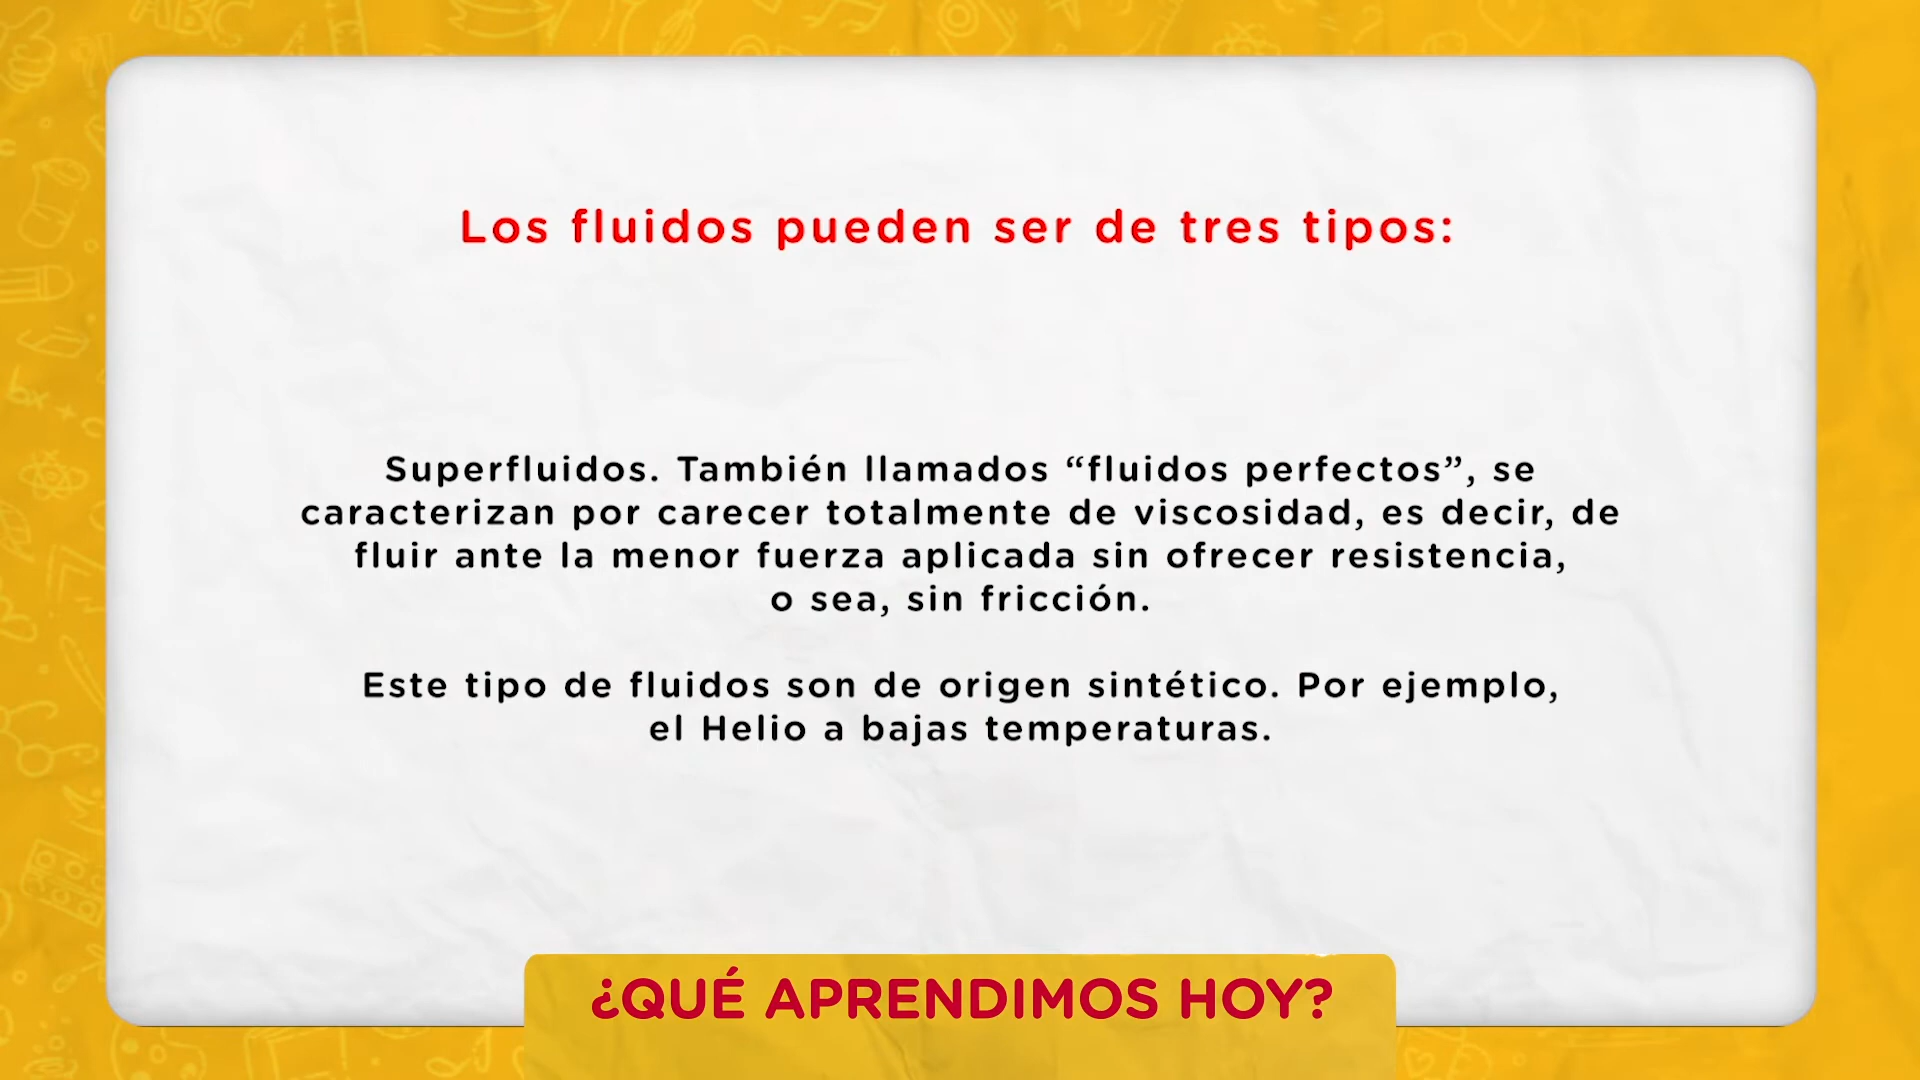 Los fluidos pueden ser de tres tipos:
Superfluidos. También llamados “fluidos perfectos”, se
caracterizan por carecer totalmente de viscosidad, es decir, de
fluir ante la menor fuerza aplicada sin ofrecer resistencia,
o sea, sin fricción.
Este tipo de fluidos son de origen sintético. Por ejemplo,
el Helio a bajas temperaturas.
¿QUÉ APRENDIMOS HOY?
ABC
bx+c